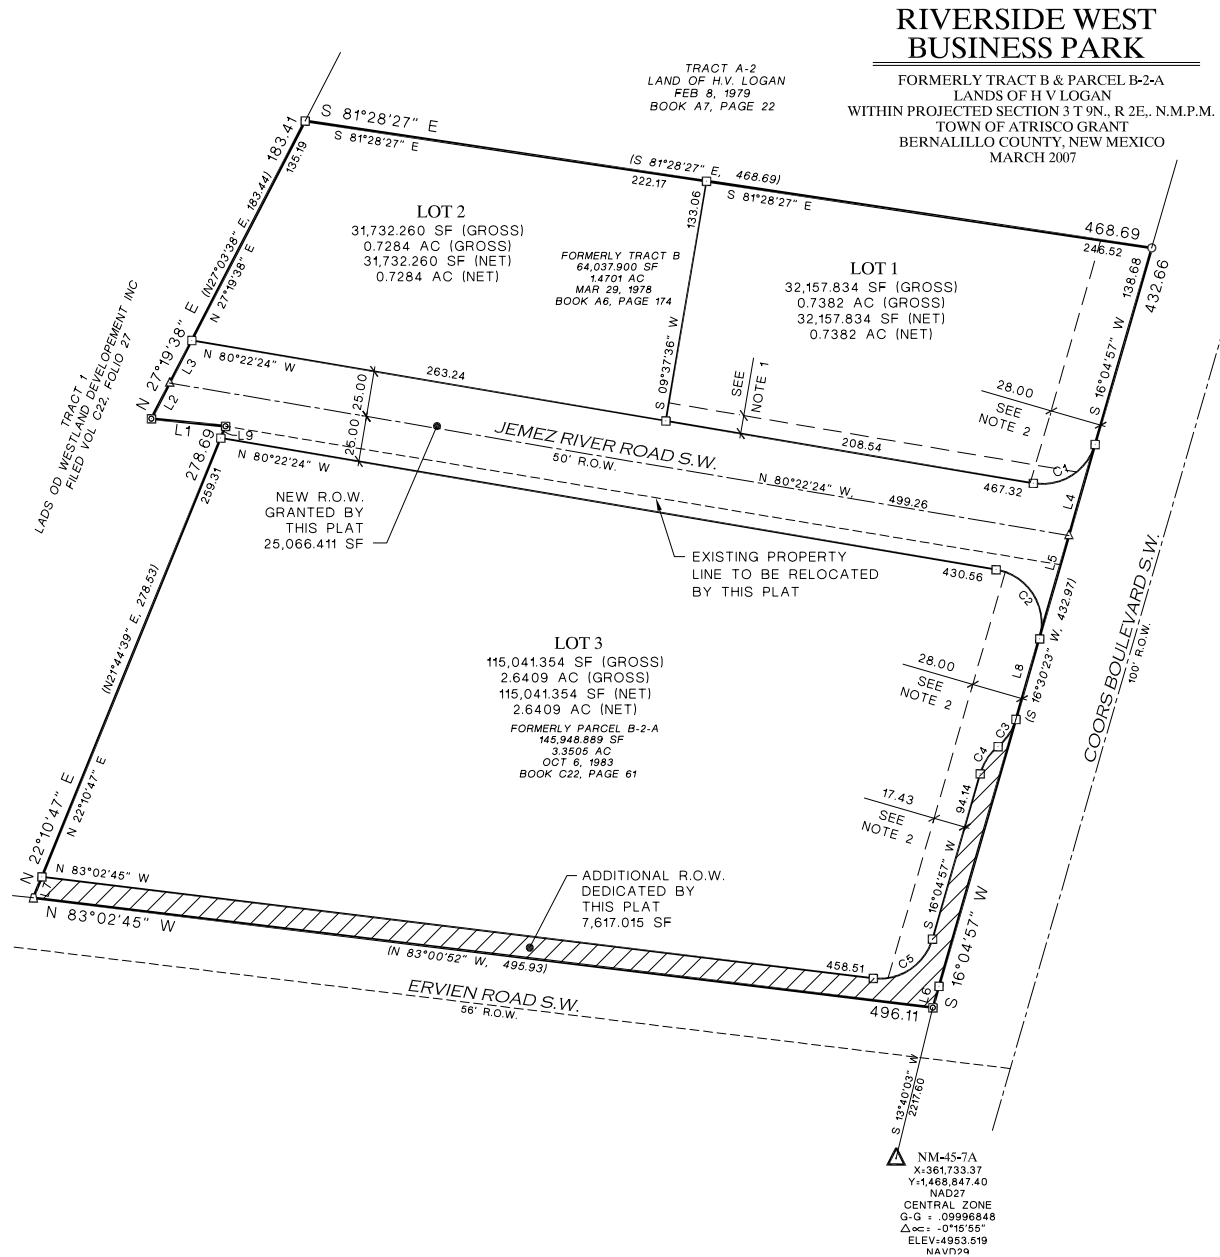 RIVERSIDE WEST
BUSINESS PARK
FORMERLY TRACT B & PARCEL B-2-A
LANDS OF H V LOGAN
WITHIN PROJECTED SECTION 3 T 9N., R 2E,. N.M.P.M.
TOWN OF ATRISCO GRANT
BERNALILLO COUNTY, NEW MEXICO
MARCH 2007
TRACT A-2
LAND OF H.V. LOGAN
FEB 8, 1979
BOOK A7, PAGE 22
S 81°28'27" E
S 81°28'27" E
(S 81°28'27" E, 468.69)
222.17
S 81°28'27" E
468.69
246.52
183.41
135.19
(N27°03'38" E, 183.44)
N 27°19'38" E
N 27°19'38" E
LOT 2
31,732.260 SF (GROSS)
0.7284 AC (GROSS)
31,732.260 SF (NET)
0.7284 AC (NET)
FORMERLY TRACT B
64,037.900 SF
1.4701 AC
MAR 29, 1978
BOOK A6, PAGE 174
133.06
S 09°37'36" W
LOT 1
32,157.834 SF (GROSS)
0.7382 AC (GROSS)
32,157.834 SF (NET)
0.7382 AC (NET)
138.68
432.66
S 16°04'57" W
28.00
SEE
NOTE 2
SEE
NOTE 1
TRACT 1
LADS OD WESTLAND DEVELOPEMENT INC
FILED VOL C22, FOLIO 27
L3
L2
L1
L9
N 80°22'24" W
263.24
25.00
25.00
208.54
C1
467.32
L4
JEMEZ RIVER ROAD S.W.
50' R.O.W.
N 80°22'24" W,
499.26
L5
278.69
259.31
N 80°22'24" W
NEW R.O.W.
GRANTED BY
THIS PLAT
25,066.411 SF
EXISTING PROPERTY
LINE TO BE RELOCATED
BY THIS PLAT
430.56
C2
(S 16°30'23" W, 432.97)
COORS BOULEVARD S.W.
100' R.O.W.
LOT 3
115,041.354 SF (GROSS)
2.6409 AC (GROSS)
115,041.354 SF (NET)
2.6409 AC (NET)
FORMERLY PARCEL B-2-A
145,948.889 SF
3.3505 AC
OCT 6, 1983
BOOK C22, PAGE 61
28.00
SEE
NOTE 2
L8
C3
C4
94.14
17.43
SEE
NOTE 2
S 16°04'57" W
(N21°44'39" E, 278.53)
N 22°10'47" E
N 22°10'47" E
L7
N 83°02'45" W
N 83°02'45" W
ADDITIONAL R.O.W.
DEDICATED BY
THIS PLAT
7,617.015 SF
(N 83°00'52" W, 495.93)
458.51
C5
L6
S 16°04'57" W
496.11
ERVIEN ROAD S.W.
56' R.O.W.
S 13°40'03" W
2217.60
NM-45-7A
X=361,733.37
Y=1,468,847.40
NAD27
CENTRAL ZONE
G-G = .09996848
Δ∝= -0°15'55"
ELEV=4953.519
NAVD29